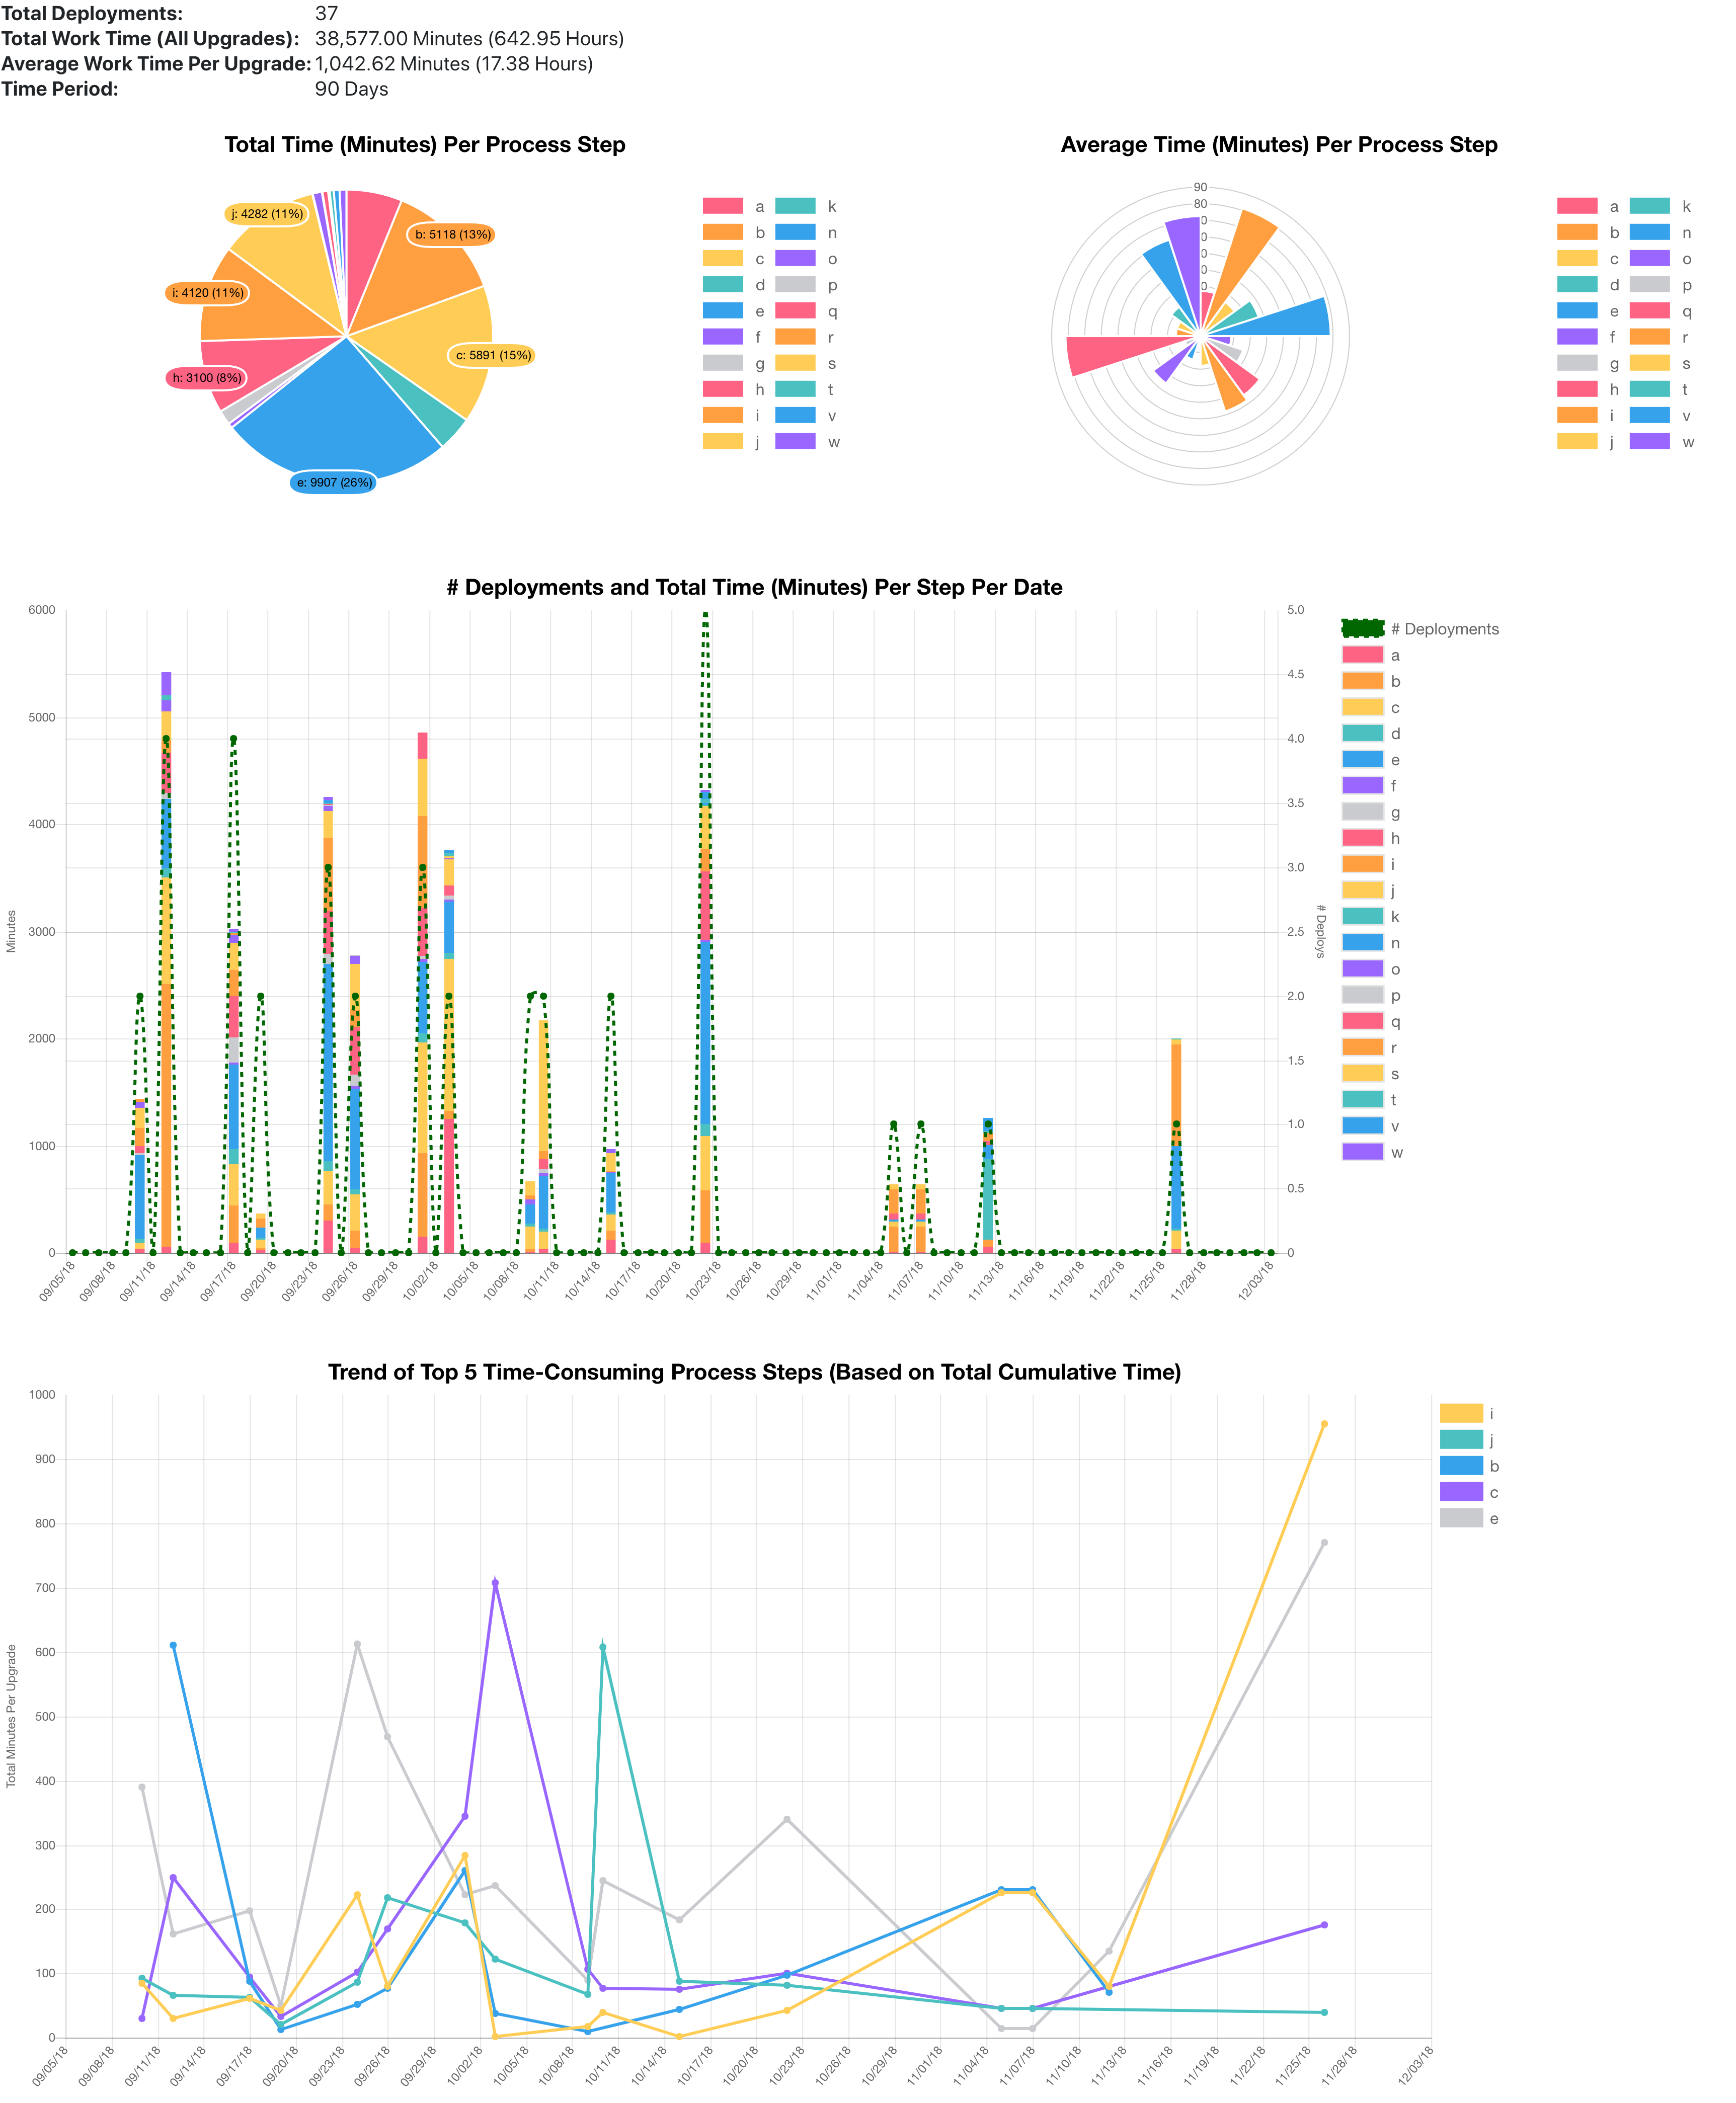 Total Deployments: 37
Total Work Time (All Upgrades): 38,577.00 Minutes (642.95 Hours)
Average Work Time Per Upgrade: 1,042.62 Minutes (17.38 Hours)
Time Period: 90 Days
Total Time (Minutes) Per Process Step
j: 4282 (11%)
b: 5118 (13%)
i: 4120 (11%)
c: 5891 (15%)
h: 3100 (8%)
e: 9907 (26%)
a k
b n
c o
d p
e q
f r
g s
h t
i v
j w
Average Time (Minutes) Per Process Step
90
80
0
0
0
0
0
a k
b n
c o
d p
e q
f r
g s
h t
i v
j w
# Deployments and Total Time (Minutes) Per Step Per Date
6000
5000
4000
3000
2000
1000
0
Minutes
5.0
4.5
4.0
3.5
3.0
2.5
2.0
1.5
1.0
0.5
0
# Deploys
09/05/18
09/08/18
09/11/18
09/14/18
09/17/18
09/20/18
09/23/18
09/26/18
09/29/18
10/02/18
10/05/18
10/08/18
10/11/18
10/14/18
10/17/18
10/20/18
10/23/18
10/26/18
10/29/18
11/01/18
11/04/18
11/07/18
11/10/18
11/13/18
11/16/18
11/19/18
11/22/18
11/25/18
11/28/18
12/03/18
# Deployments
a
b
c
d
e
f
g
h
i
j
k
n
o
p
q
r
s
t
v
w
Trend of Top 5 Time-Consuming Process Steps (Based on Total Cumulative Time)
1000
900
800
700
600
500
400
300
200
100
0
Total Minutes Per Upgrade
09/05/18
09/08/18
09/11/18
09/14/18
09/17/18
09/20/18
09/23/18
09/26/18
09/29/18
10/02/18
10/05/18
10/08/18
10/11/18
10/14/18
10/17/18
10/20/18
10/23/18
10/26/18
10/29/18
11/01/18
11/04/18
11/07/18
11/10/18
11/13/18
11/16/18
11/19/18
11/22/18
11/25/18
11/28/18
12/03/18
i
j
b
c
e